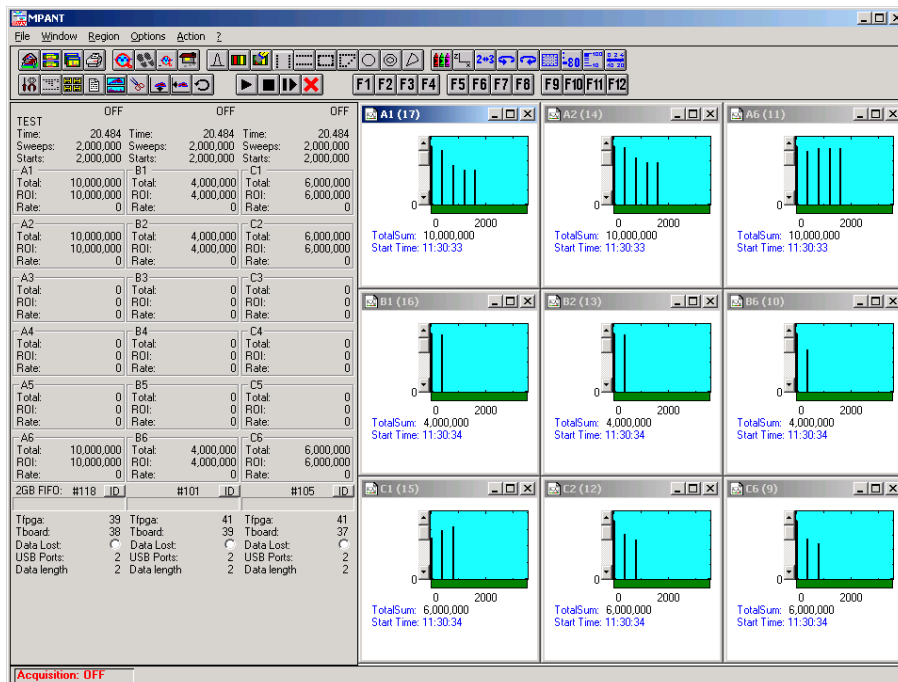 MPANT
File Window Region Options Action ?
F1 F2 F3 F4 F5 F6 F7 F8 F9 F10 F11 F12
OFF OFF OFF
TEST
Time: 20.484 Time: 20.484 Time: 20.484
Sweeps: 2,000,000 Sweeps: 2,000,000 Sweeps: 2,000,000
Starts: 2,000,000 Starts: 2,000,000 Starts: 2,000,000
A1 B1 C1
Total: 10,000,000 Total: 4,000,000 Total: 6,000,000
ROI: 10,000,000 ROI: 4,000,000 ROI: 6,000,000
Rate: 0 Rate: 0 Rate: 0
A2 B2 C2
Total: 10,000,000 Total: 4,000,000 Total: 6,000,000
ROI: 10,000,000 ROI: 4,000,000 ROI: 6,000,000
Rate: 0 Rate: 0 Rate: 0
A3 B3 C3
Total: 0 Total: 0 Total: 0
ROI: 0 ROI: 0 ROI: 0
Rate: 0 Rate: 0 Rate: 0
A4 B4 C4
Total: 0 Total: 0 Total: 0
ROI: 0 ROI: 0 ROI: 0
Rate: 0 Rate: 0 Rate: 0
A5 B5 C5
Total: 0 Total: 0 Total: 0
ROI: 0 ROI: 0 ROI: 0
Rate: 0 Rate: 0 Rate: 0
A6 B6 C6
Total: 10,000,000 Total: 4,000,000 Total: 6,000,000
ROI: 10,000,000 ROI: 4,000,000 ROI: 6,000,000
Rate: 0 Rate: 0 Rate: 0
2GB FIFO: #118 ID #101 ID #105 ID
Tfpga: 39 Tfpga: 41 Tfpga: 41
Tboard: 38 Tboard: 39 Tboard: 37
Data Lost: Data Lost: Data Lost:
USB Ports: 2 USB Ports: 2 USB Ports: 2
Data length 2 Data length 2 Data length 2
A1 (17) A2 (14) A6 (11)
0 0 0
0 2000 0 2000 0 2000
TotalSum: 10,000,000 TotalSum: 10,000,000 TotalSum: 10,000,000
Start Time: 11:30:33 Start Time: 11:30:33 Start Time: 11:30:33
B1 (16) B2 (13) B6 (10)
0 0 0
0 2000 0 2000 0 2000
TotalSum: 4,000,000 TotalSum: 4,000,000 TotalSum: 4,000,000
Start Time: 11:30:34 Start Time: 11:30:34 Start Time: 11:30:34
C1 (15) C2 (12) C6 (9)
0 0 0
0 2000 0 2000 0 2000
TotalSum: 6,000,000 TotalSum: 6,000,000 TotalSum: 6,000,000
Start Time: 11:30:34 Start Time: 11:30:34 Start Time: 11:30:34
Acquisition: OFF